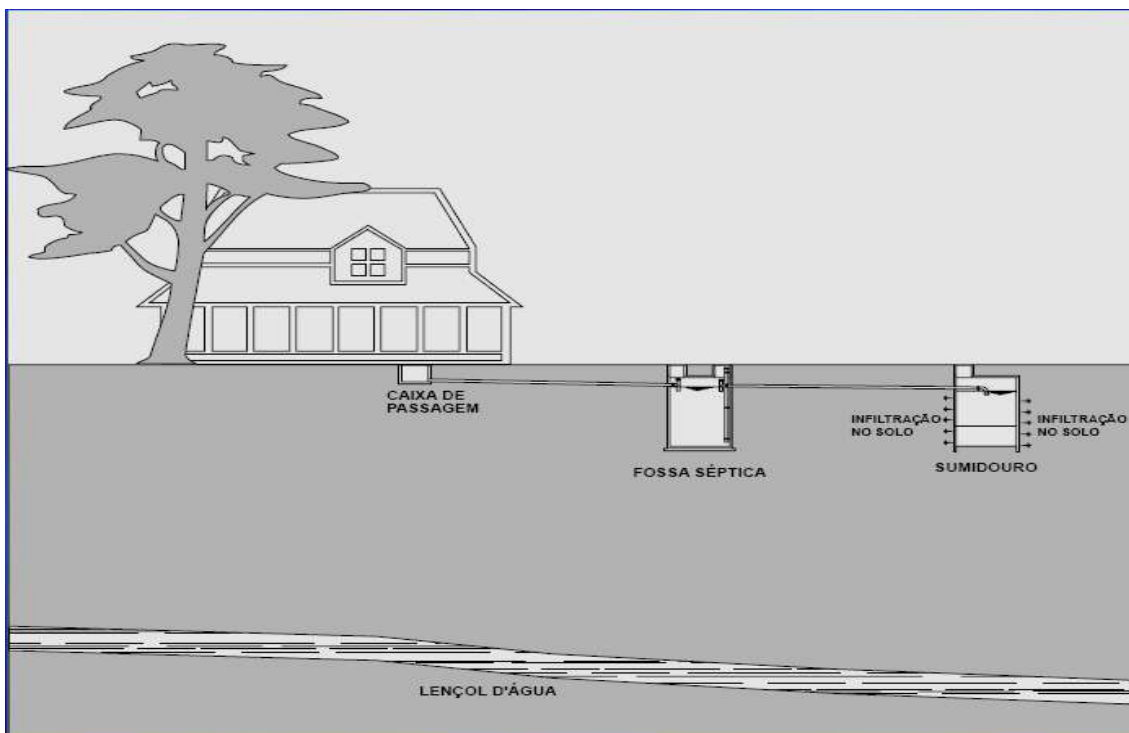 CAIXA DE
PASSAGEM
FOSSA SÉPTICA
INFILTRAÇÃO
NO SOLO
SUMIDOURO
INFILTRAÇÃO
NO SOLO
LENÇOL D'ÁGUA